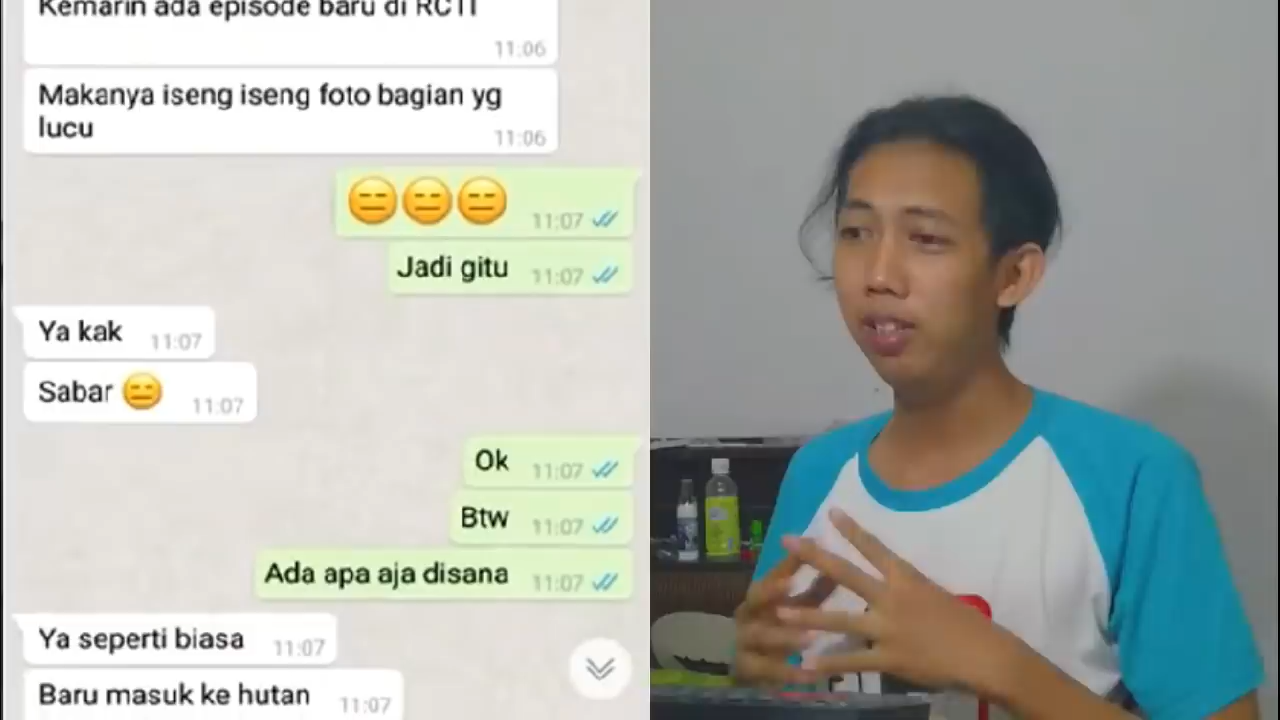 Kemarin ada episode baru di RCTI
11:06
Makanya iseng iseng foto bagian yg
lucu
11:06
😑😑😑 11:07
Jadi gitu 11:07
Ya kak 11:07
Sabar 😑 11:07
Ok 11:07
Btw 11:07
Ada apa aja disana 11:07
Ya seperti biasa 11:07
Baru masuk ke hutan 11:07